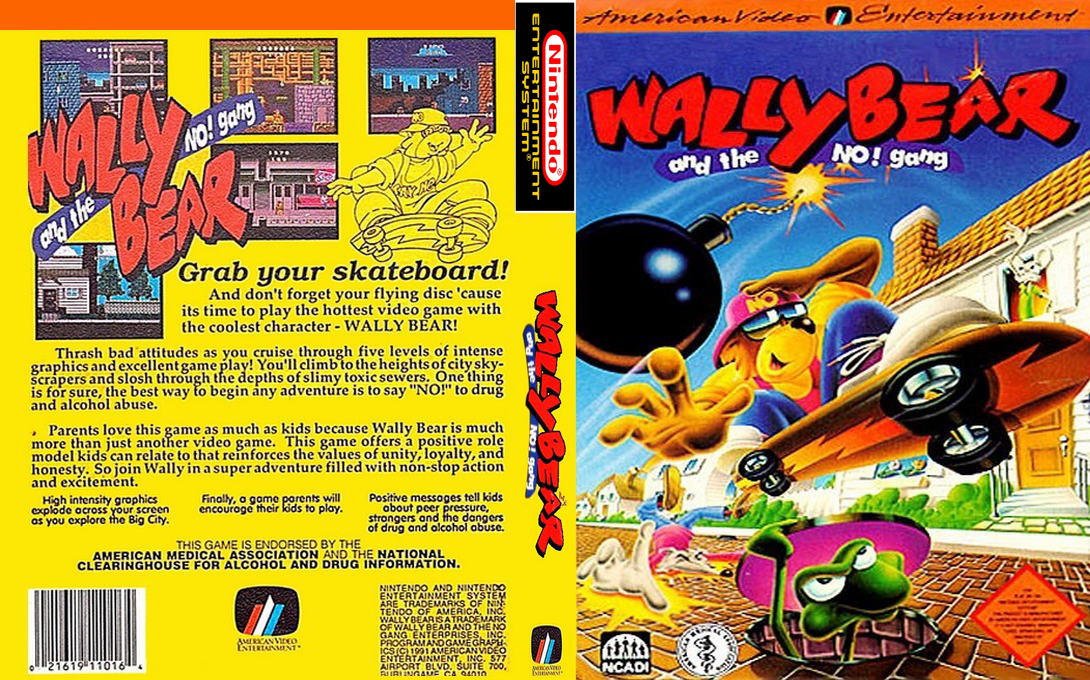 WALLY
BEAR
and the
NO! gang
Grab your skateboard!
And don't forget your flying disc 'cause
its time to play the hottest video game with
the coolest character - WALLY BEAR!
Thrash bad attitudes as you cruise through five levels of intense
graphics and excellent game play! You'll climb to the heights of city sky-
scrapers and slosh through the depths of slimy toxic sewers. One thing
is for sure, the best way to begin any adventure is to say "NO!" to drug
and alcohol abuse.
Parents love this game as much as kids because Wally Bear is much
more than just another video game. This game offers a positive role
model kids can relate to that reinforces the values of unity, loyalty, and
honesty. So join Wally in a super adventure filled with non-stop action
and excitement.
High intensity graphics
explode across your screen
as you explore the Big City.
Finally, a game parents will
encourage their kids to play.
Positive messages tell kids
about peer pressure,
strangers and the dangers
of drug and alcohol abuse.
THIS GAME IS ENDORSED BY THE
AMERICAN MEDICAL ASSOCIATION AND THE NATIONAL
CLEARINGHOUSE FOR ALCOHOL AND DRUG INFORMATION.
0 21619 11016 4
AMERICAN VIDEO
ENTERTAINMENT™
NINTENDO AND NINTENDO
ENTERTAINMENT SYSTEM
ARE TRADEMARKS OF NIN-
TENDO OF AMERICA, INC.
WALLY BEAR IS A TRADEMARK
OF WALLY BEAR AND THE NO
GANG ENTERPRISES, INC.
PROGRAM AND GAME GRAPH-
ICS (C) 1991 AMERICAN VIDEO
ENTERTAINMENT, INC. 577
AIRPORT BLVD. SUITE 700,
BURLINGAME, CA 94010
Nintendo®
ENTERTAINMENT
SYSTEM®
WALLY BEAR
and the NO! gang
AMERICAN VIDEO
ENTERTAINMENT
American Video Entertainment™
WALLY BEAR
and the NO! gang
NCADI
AMERICAN MEDICAL ASSOCIATION